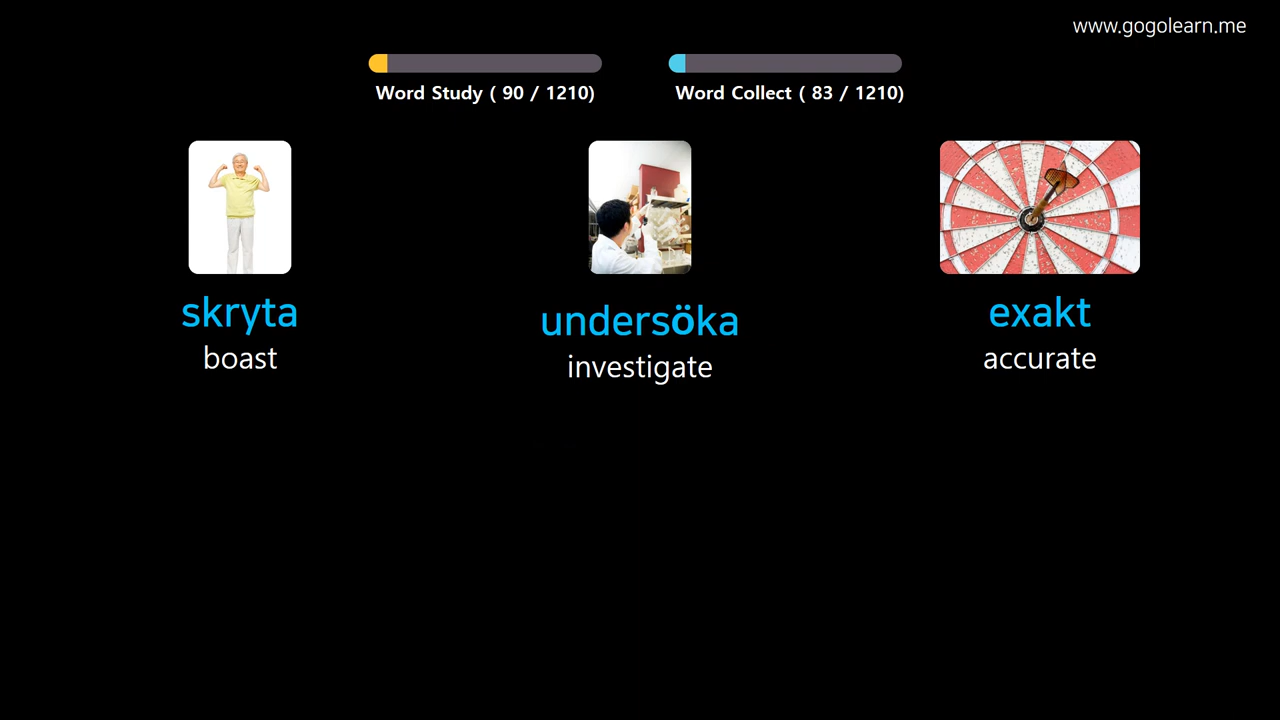 www.gogolearn.me
Word Study ( 90 / 1210)
Word Collect ( 83 / 1210)
skryta
boast
undersöka
investigate
exakt
accurate